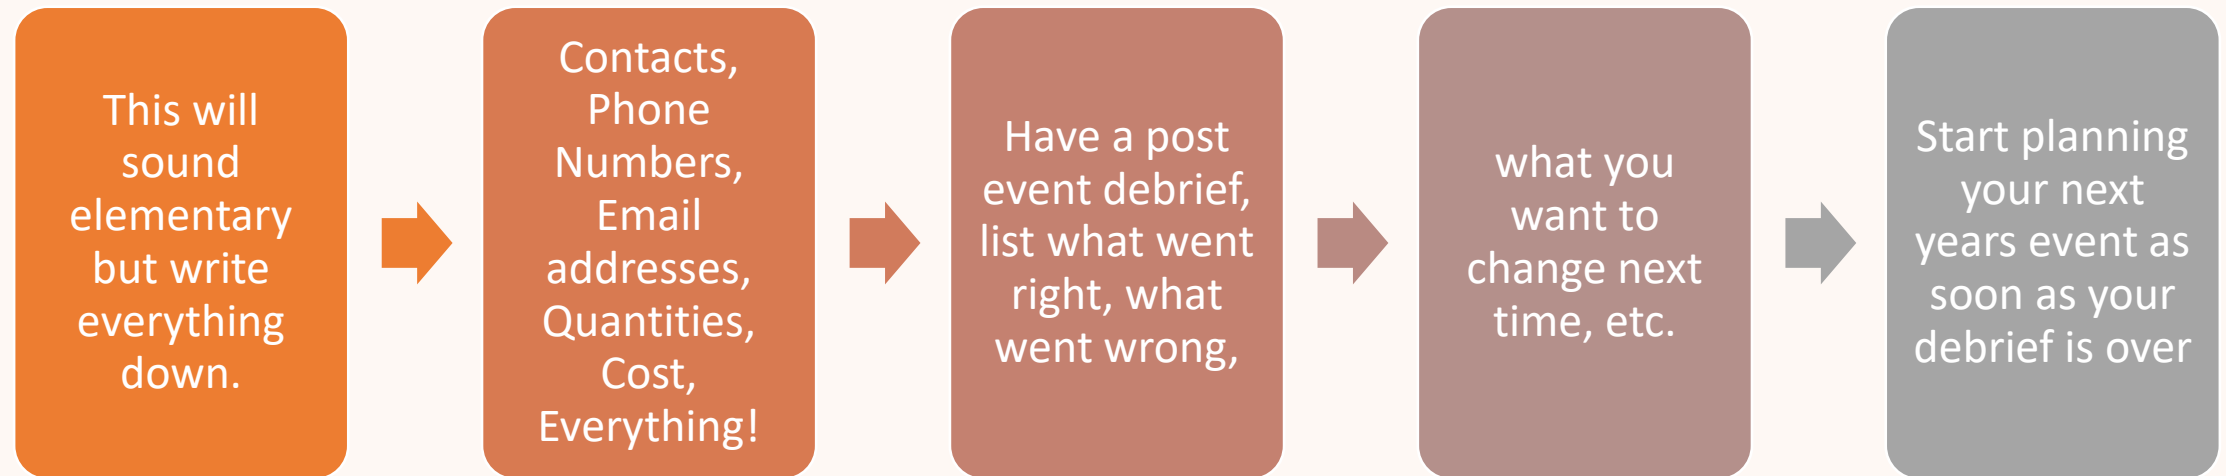 This will
sound
elementary
but write
everything
down.
Contacts,
Phone
Numbers,
Email
addresses,
Quantities,
Cost,
Everything!
Have a post
event debrief,
list what went
right, what
went wrong,
what you
want to
change next
time, etc.
Start planning
your next
years event as
soon as your
debrief is over